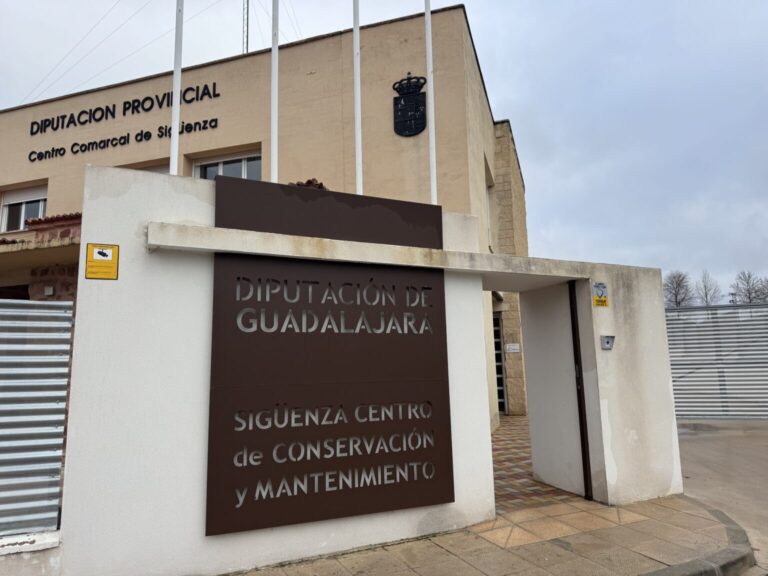 DIPUTACION PROVINCIAL
Centro Comarcal de Sigüenza
DIPUTACIÓN DE
GUADALAJARA
SIGÜENZA CENTRO
de CONSERVACIÓN
y MANTENIMIENTO